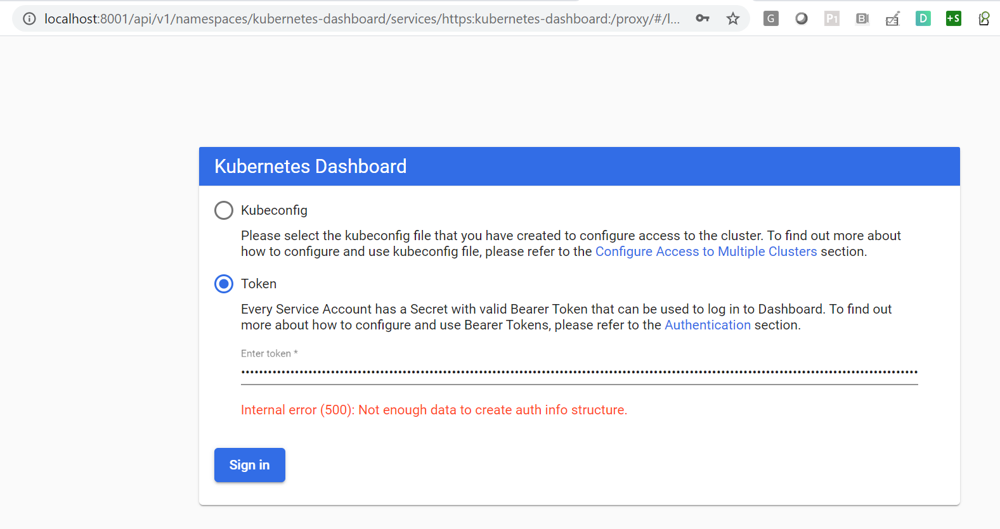 localhost:8001/api/v1/namespaces/kubernetes-dashboard/services/https:kubernetes-dashboard:/proxy/#/l...
G
P1
B
D
+S
Kubernetes Dashboard
Kubeconfig
Please select the kubeconfig file that you have created to configure access to the cluster. To find out more about
how to configure and use kubeconfig file, please refer to the Configure Access to Multiple Clusters section.
Token
Every Service Account has a Secret with valid Bearer Token that can be used to log in to Dashboard. To find out
more about how to configure and use Bearer Tokens, please refer to the Authentication section.
Enter token *
Internal error (500): Not enough data to create auth info structure.
Sign in